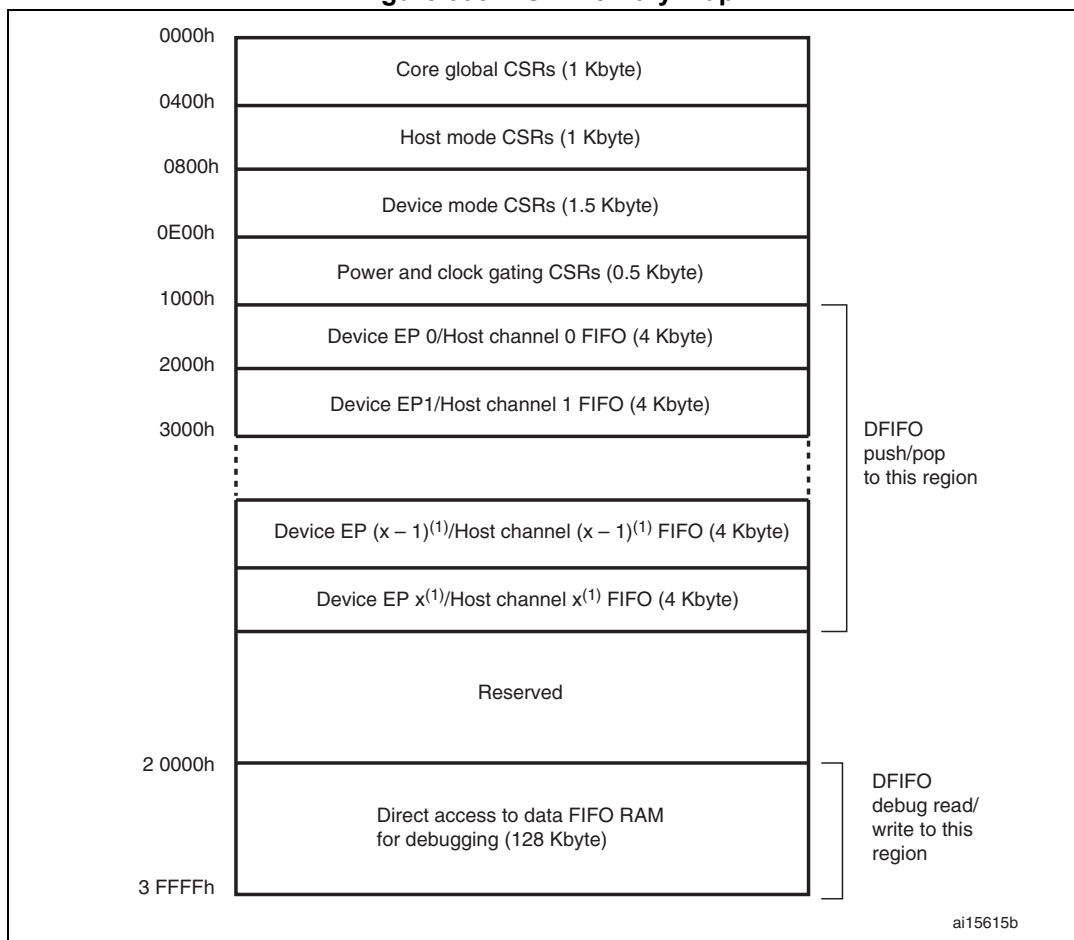 0000h
Core global CSRs (1 Kbyte)
0400h
Host mode CSRs (1 Kbyte)
0800h
Device mode CSRs (1.5 Kbyte)
0E00h
Power and clock gating CSRs (0.5 Kbyte)
1000h
Device EP 0/Host channel 0 FIFO (4 Kbyte)
2000h
Device EP1/Host channel 1 FIFO (4 Kbyte)
3000h
DFIFO
push/pop
to this region
Device EP (x – 1)(1)/Host channel (x – 1)(1) FIFO (4 Kbyte)
Device EP x(1)/Host channel x(1) FIFO (4 Kbyte)
Reserved
2 0000h
Direct access to data FIFO RAM
for debugging (128 Kbyte)
DFIFO
debug read/
write to this
region
3 FFFFh
ai15615b